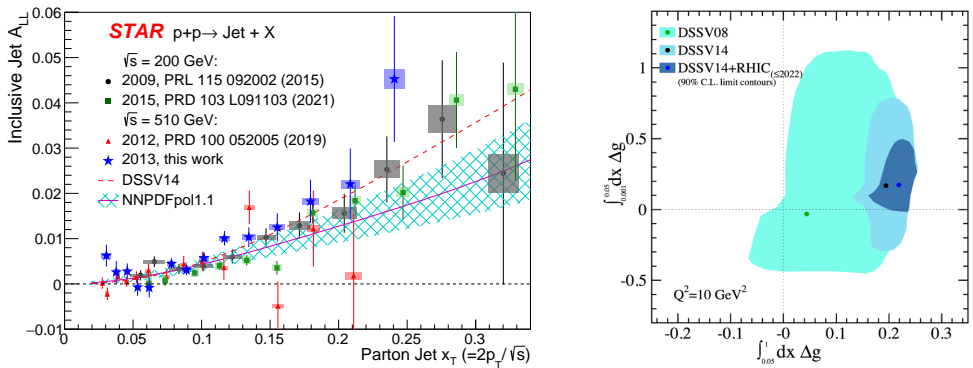 STAR p+p→ Jet + X
√s = 200 GeV:
2009, PRL 115 092002 (2015)
2015, PRD 103 L091103 (2021)
√s = 510 GeV:
2012, PRD 100 052005 (2019)
2013, this work
DSSV14
NNPDFpol1.1
Inclusive Jet A_LL
0.06
0.05
0.04
0.03
0.02
0.01
0
−0.01
0 0.05 0.1 0.15 0.2 0.25 0.3
Parton Jet x_T (=2p_T/√s)
DSSV08
DSSV14
DSSV14+RHIC(≤2022)
(90% C.L. limit contours)
∫_{0.001}^{0.05} dx Δg
1
0.5
0
-0.5
Q²=10 GeV²
-0.2 -0.1 0 0.1 0.2 0.3
∫_{0.05}^{1} dx Δg